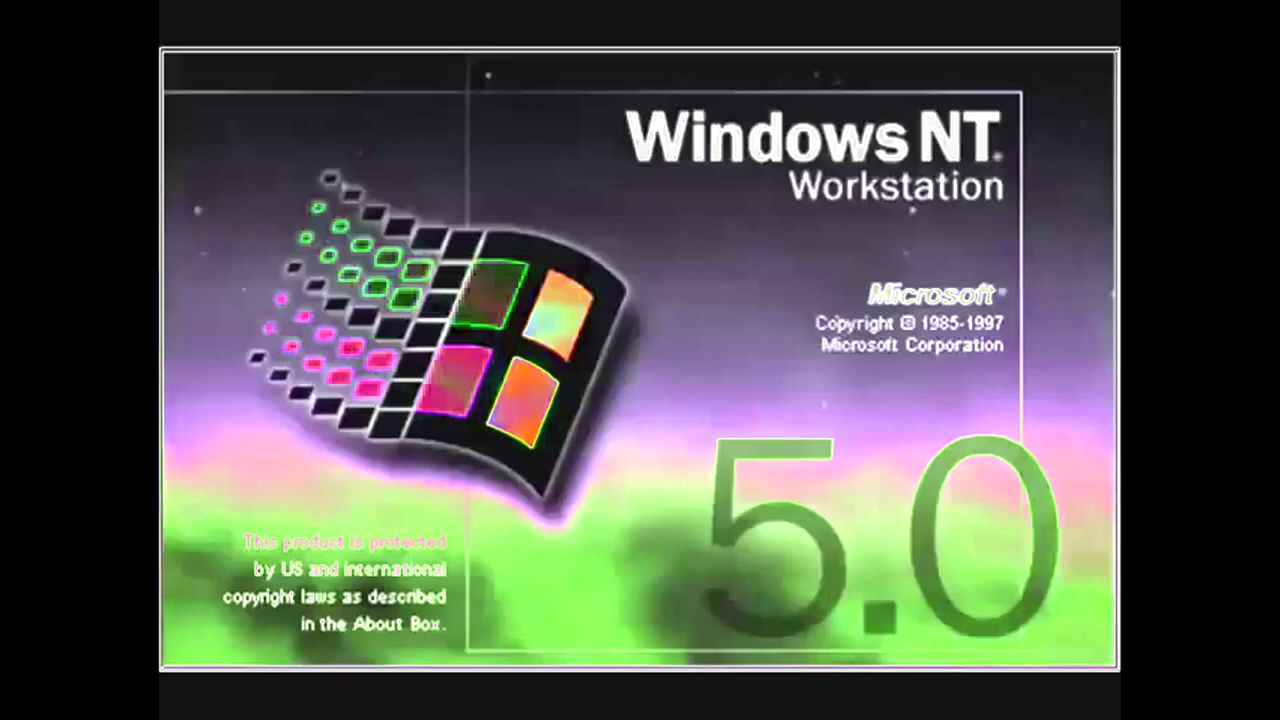 Windows NT
Workstation
Microsoft
Copyright © 1985-1997
Microsoft Corporation
5.0
This product is protected
by US and international
copyright laws as described
in the About Box.